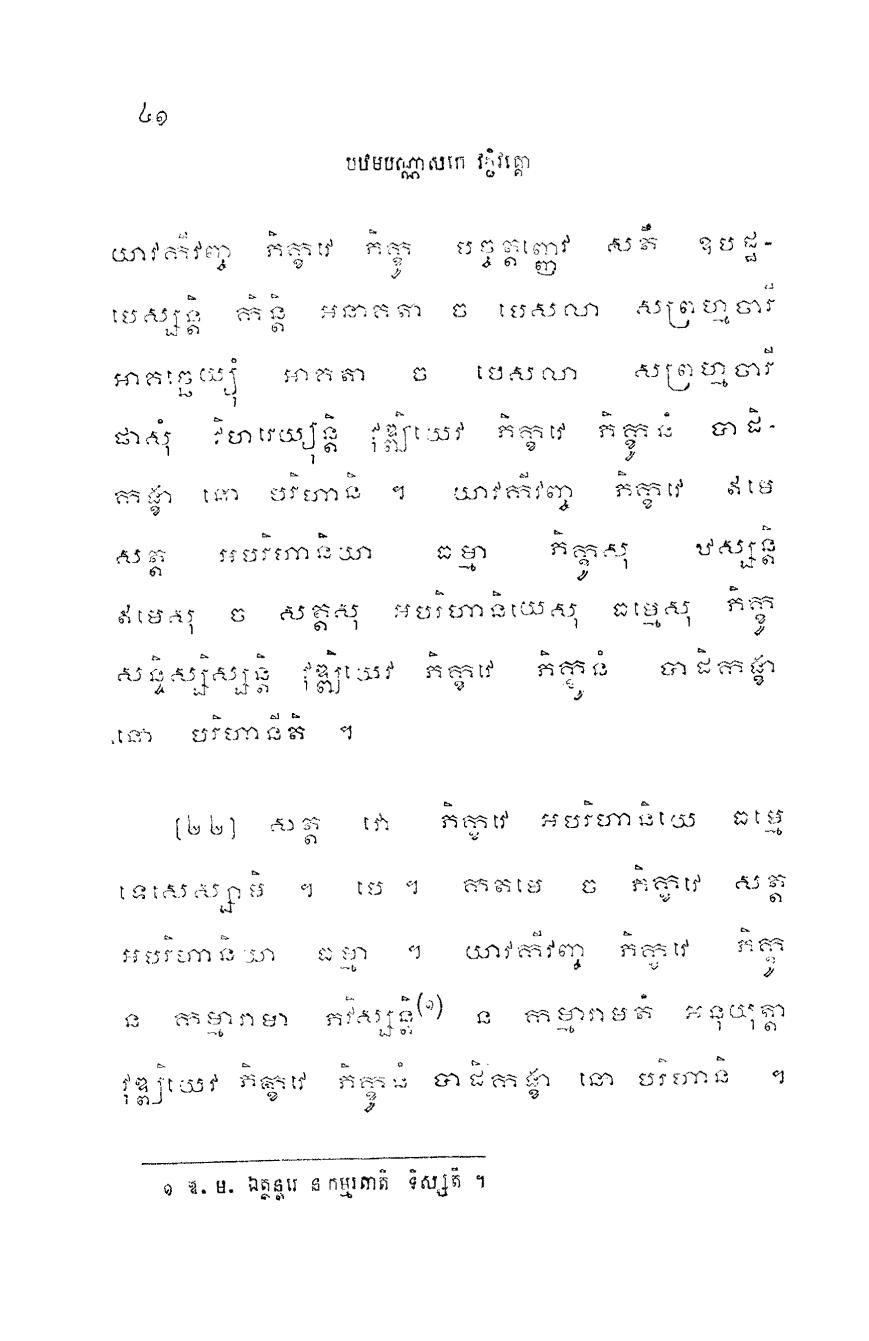 ៤១
បឋមបណ្ណាសកេ វជ្ជិវគ្គោ
យាវកីវញ្ច ភិក្ខវេ ភិក្ខូ បច្ចត្តញ្ញេវ សតឹ ឧបដ្ឋ-
បេស្សន្តិ កិន្តិ អនាគតា ច បេសលា សព្រហ្មចារី
អាគច្ឆេយ្យុំ អាគតា ច បេសលា សព្រហ្មចារី
ផាសុំ វិហរេយ្យុន្តិ វុឌ្ឍិយេវ ភិក្ខវេ ភិក្ខូនំ បាដិ-
កង្ខា នោ បរិហានិ ។ យាវកីវញ្ច ភិក្ខវេ ឥមេ
សត្ត អបរិហានិយា ធម្មា ភិក្ខូសុ ឋស្សន្តិ
ឥមេសុ ច សត្តសុ អបរិហានិយេសុ ធម្មេសុ ភិក្ខូ
សន្ទិស្សិស្សន្តិ វុឌ្ឍិយេវ ភិក្ខវេ ភិក្ខូនំ បាដិកង្ខា
នោ បរិហានីតិ ។
[២២] សត្ត វោ ភិក្ខវេ អបរិហានិយេ ធម្មេ
ទេសេស្សាមិ ។ បេ ។ កតមេ ច ភិក្ខវេ សត្ត
អបរិហានិយា ធម្មា ។ យាវកីវញ្ច ភិក្ខវេ ភិក្ខូ
ន កម្មារាមា ភវិស្សន្តិ(១) ន កម្មារាមតំ អនុយុត្តា
វុឌ្ឍិយេវ ភិក្ខវេ ភិក្ខូនំ បាដិកង្ខា នោ បរិហានិ ។
១ ឱ. ម. ឯត្ថន្តរេ ន កម្មរតាតិ ទិស្សតិ ។